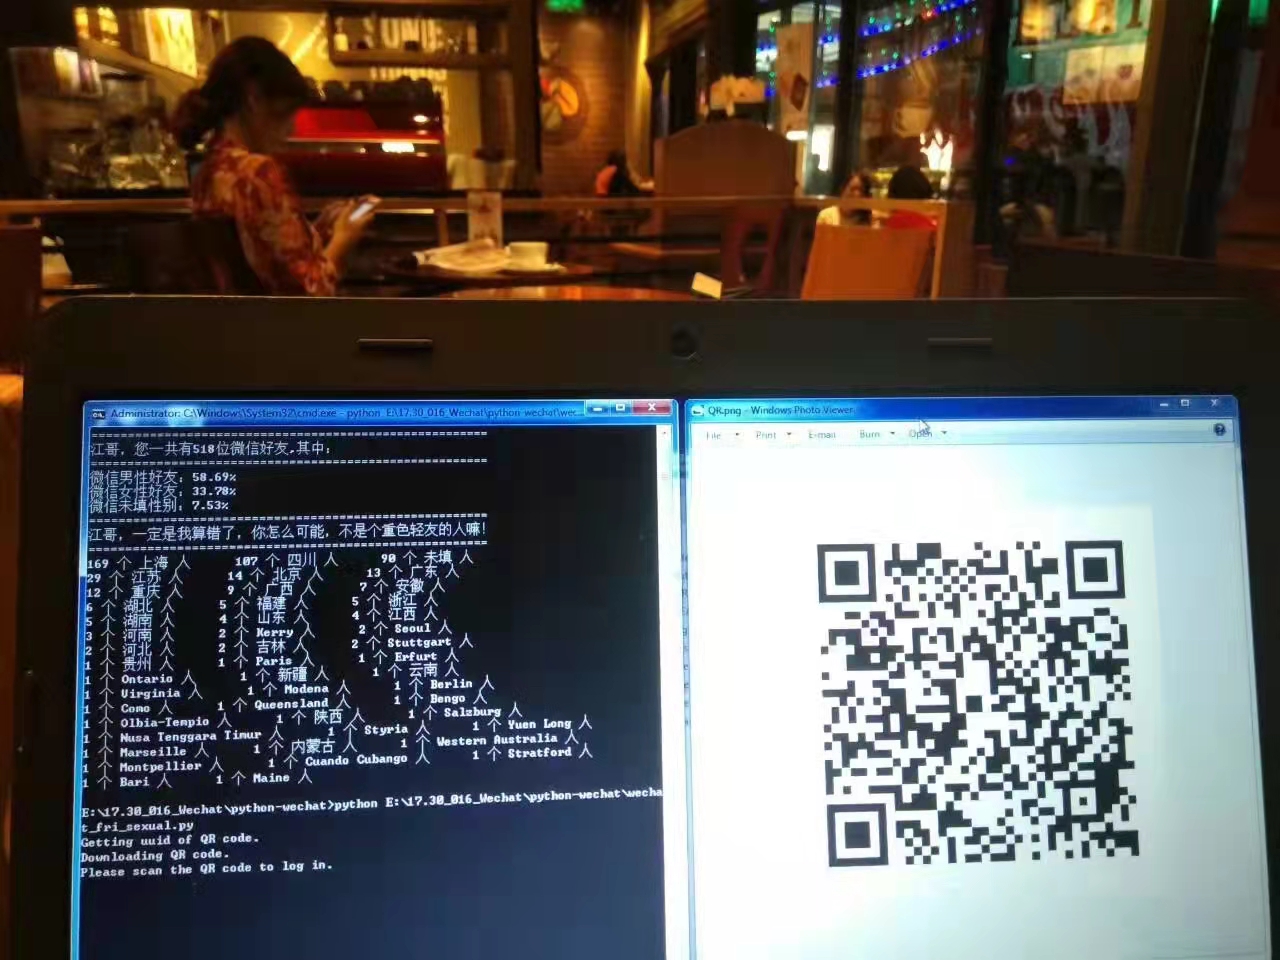 Administrator: C:\Windows\System32\cmd.exe - python E:\17.30_016_Wechat\python-wechat\wec...
江哥，您一共有518位微信好友,其中：
微信男性好友：58.69%
微信女性好友：33.78%
微信未填性别：7.53%
江哥，一定是我算错了，你怎么可能，不是个重色轻友的人嘛！
169 个 上海 人 107 个 四川 人 90 个 未填 人
29 个 江苏 人 14 个 北京 人 13 个 广东 人
12 个 重庆 人 9 个 广西 人 7 个 安徽 人
6 个 湖北 人 5 个 福建 人 5 个 浙江 人
5 个 湖南 人 4 个 山东 人 4 个 江西 人
3 个 河南 人 2 个 Kerry 人 2 个 Seoul 人
2 个 河北 人 2 个 吉林 人 2 个 Stuttgart 人
1 个 贵州 人 1 个 Paris 人 1 个 Erfurt 人
1 个 Ontario 人 1 个 新疆 人 1 个 云南 人
1 个 Virginia 人 1 个 Modena 人 1 个 Berlin 人
1 个 Como 人 1 个 Queensland 人 1 个 Bengo 人
1 个 Olbia-Tempio 人 1 个 陕西 人 1 个 Salzburg 人
1 个 Nusa Tenggara Timur 人 1 个 Styria 人 1 个 Yuen Long 人
1 个 Marseille 人 1 个 内蒙古 人 1 个 Western Australia 人
1 个 Montpellier 人 1 个 Cuando Cubango 人 1 个 Stratford 人
1 个 Bari 人 1 个 Maine 人
E:\17.30_016_Wechat\python-wechat>python E:\17.30_016_Wechat\python-wechat\wecha
t_fri_sexual.py
Getting uuid of QR code.
Downloading QR code.
Please scan the QR code to log in.
QR.png - Windows Photo Viewer
File Print E-mail Burn Open